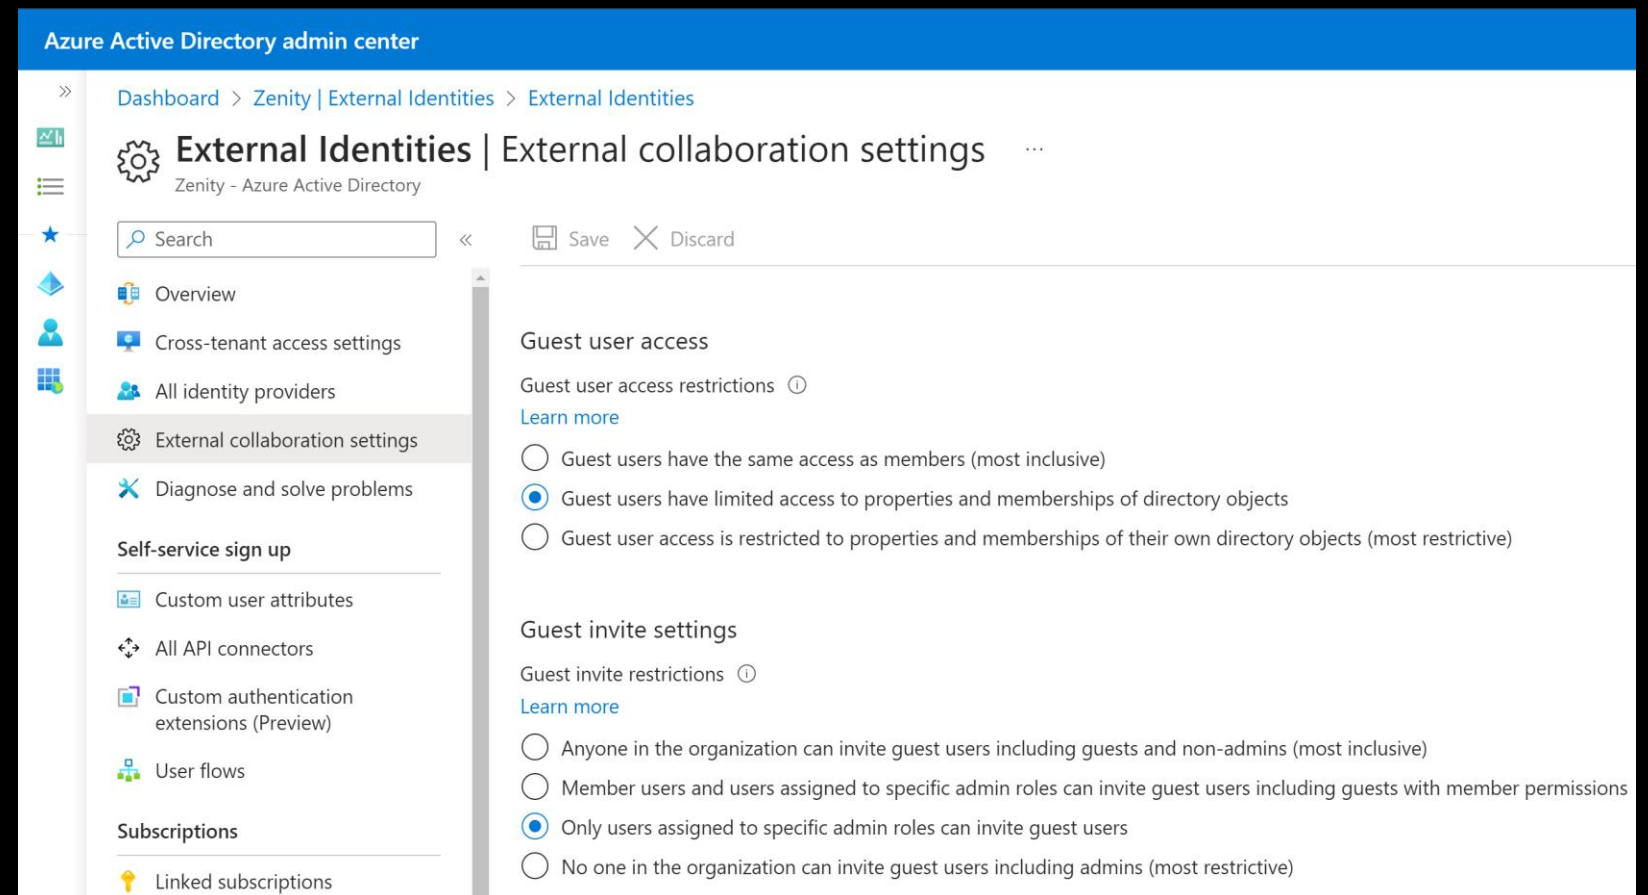 Azure Active Directory admin center
Dashboard > Zenity | External Identities > External Identities
External Identities | External collaboration settings ...
Zenity - Azure Active Directory
Search
Save Discard
Overview
Cross-tenant access settings
All identity providers
External collaboration settings
Diagnose and solve problems
Self-service sign up
Custom user attributes
All API connectors
Custom authentication
extensions (Preview)
User flows
Subscriptions
Linked subscriptions
Guest user access
Guest user access restrictions
Learn more
Guest users have the same access as members (most inclusive)
Guest users have limited access to properties and memberships of directory objects
Guest user access is restricted to properties and memberships of their own directory objects (most restrictive)
Guest invite settings
Guest invite restrictions
Learn more
Anyone in the organization can invite guest users including guests and non-admins (most inclusive)
Member users and users assigned to specific admin roles can invite guest users including guests with member permissions
Only users assigned to specific admin roles can invite guest users
No one in the organization can invite guest users including admins (most restrictive)